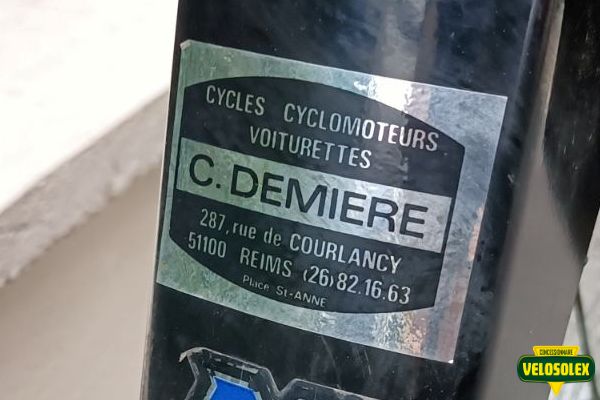 CYCLES CYCLOMOTEURS
VOITURETTES
C. DEMIERE
287, rue de COURLANCY
51100 REIMS (26) 82.16.63
Place St-ANNE
CONCESSIONNAIRE
VELOSOLEX